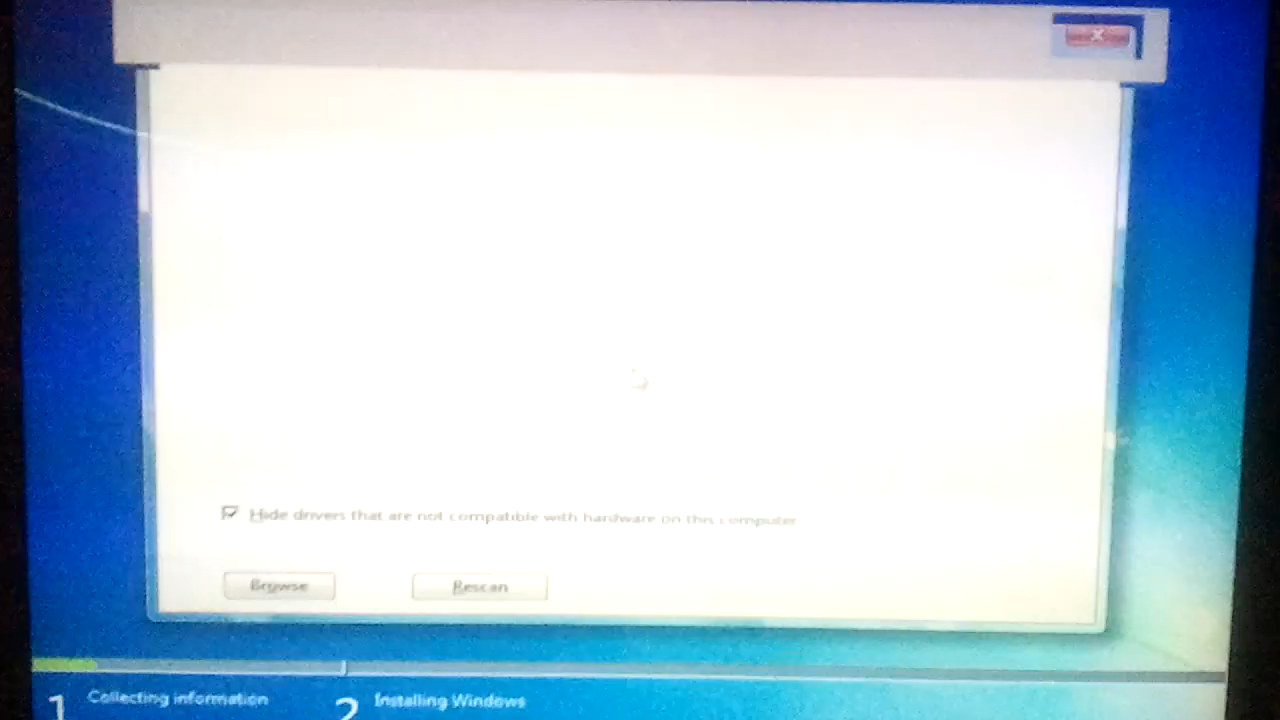 Hide drivers that are not compatible with hardware on this computer
Browse
Rescan
1 Collecting information
2 Installing Windows